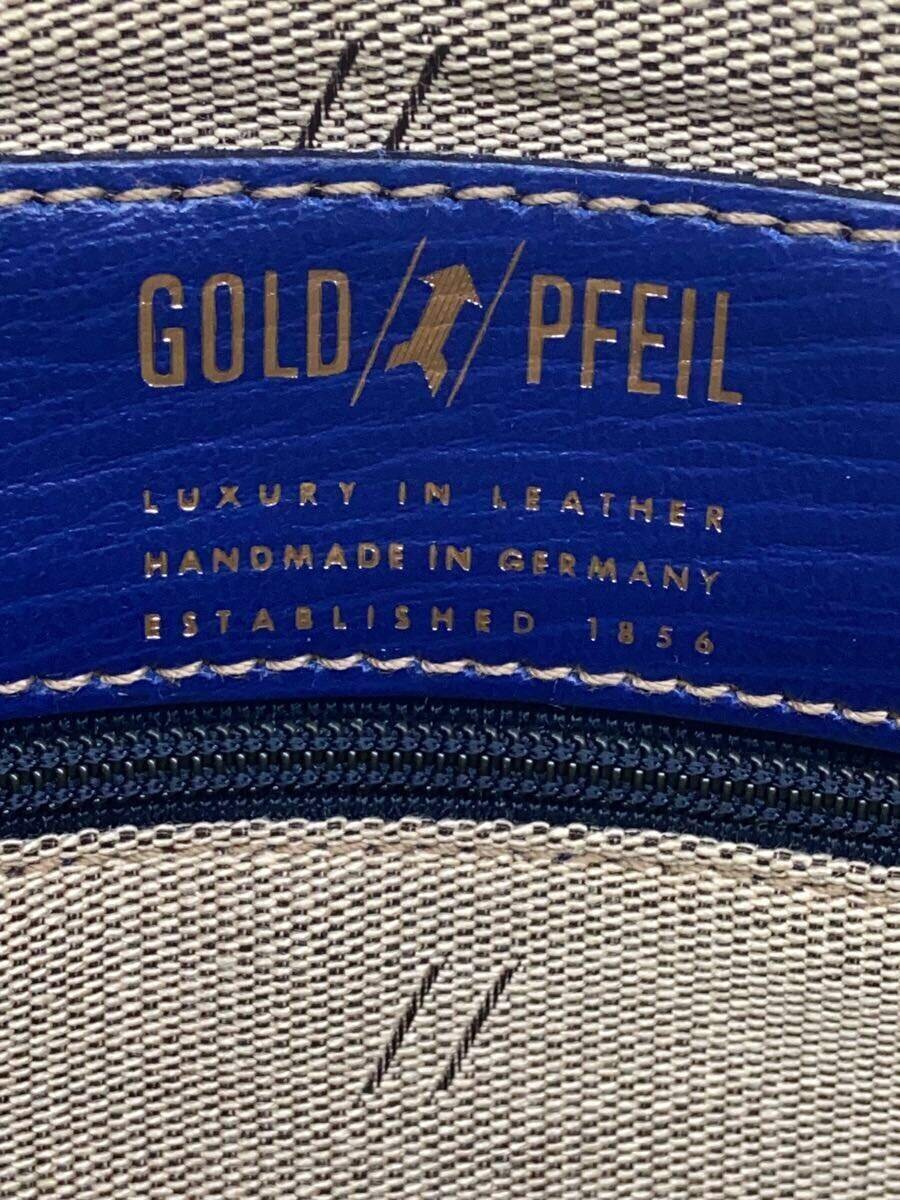 GOLD PFEIL
LUXURY IN LEATHER
HANDMADE IN GERMANY
ESTABLISHED 1856